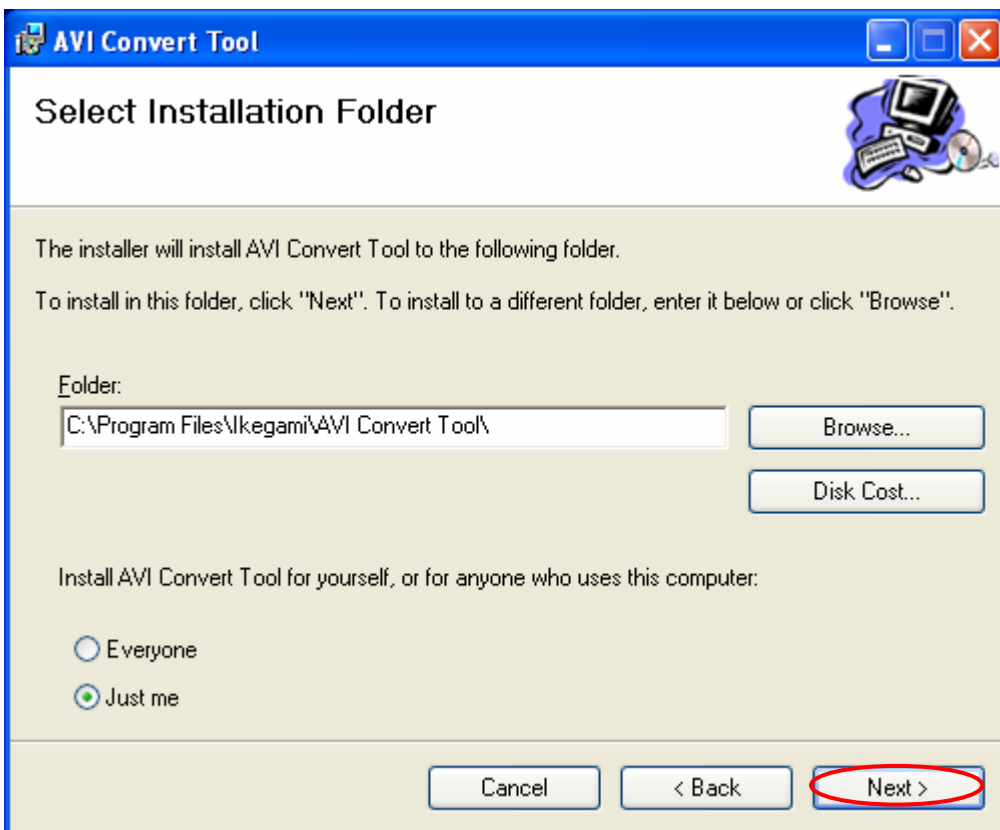 AVI Convert Tool
Select Installation Folder
The installer will install AVI Convert Tool to the following folder.
To install in this folder, click "Next". To install to a different folder, enter it below or click "Browse".
Folder:
C:\Program Files\Ikegami\AVI Convert Tool\
Browse...
Disk Cost...
Install AVI Convert Tool for yourself, or for anyone who uses this computer:
Everyone
Just me
Cancel
< Back
Next >